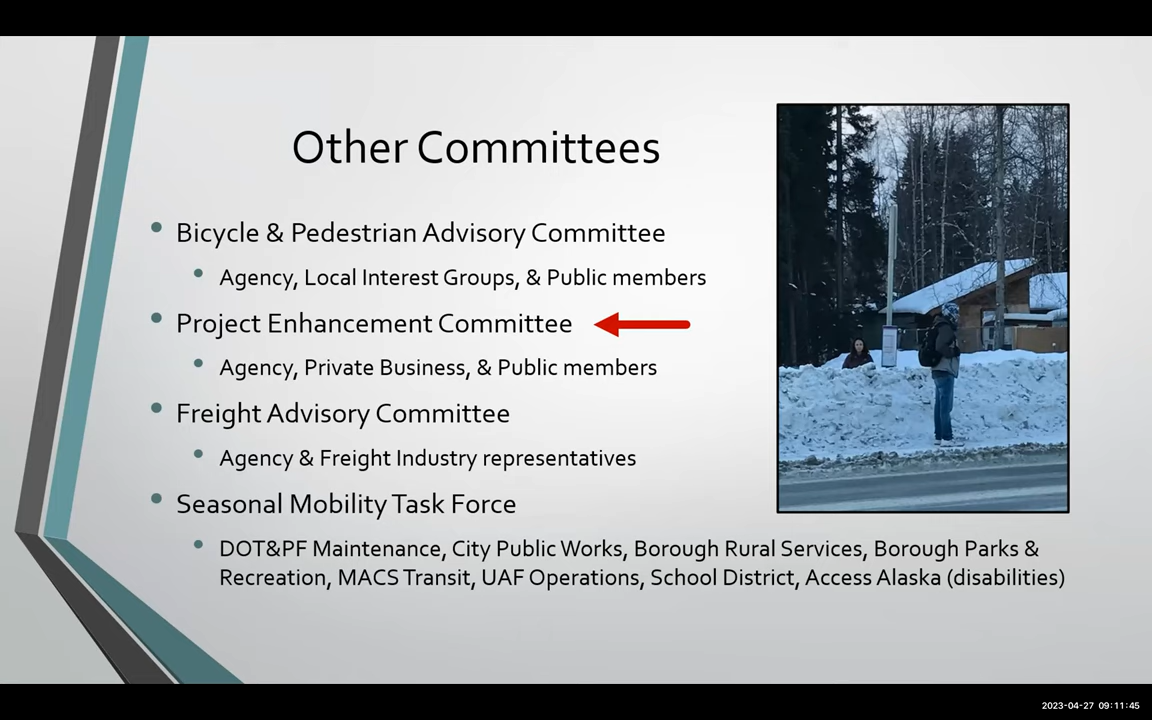 Other Committees
Bicycle & Pedestrian Advisory Committee
Agency, Local Interest Groups, & Public members
Project Enhancement Committee
Agency, Private Business, & Public members
Freight Advisory Committee
Agency & Freight Industry representatives
Seasonal Mobility Task Force
DOT&PF Maintenance, City Public Works, Borough Rural Services, Borough Parks &
Recreation, MACS Transit, UAF Operations, School District, Access Alaska (disabilities)
2023-04-27 09:11:45